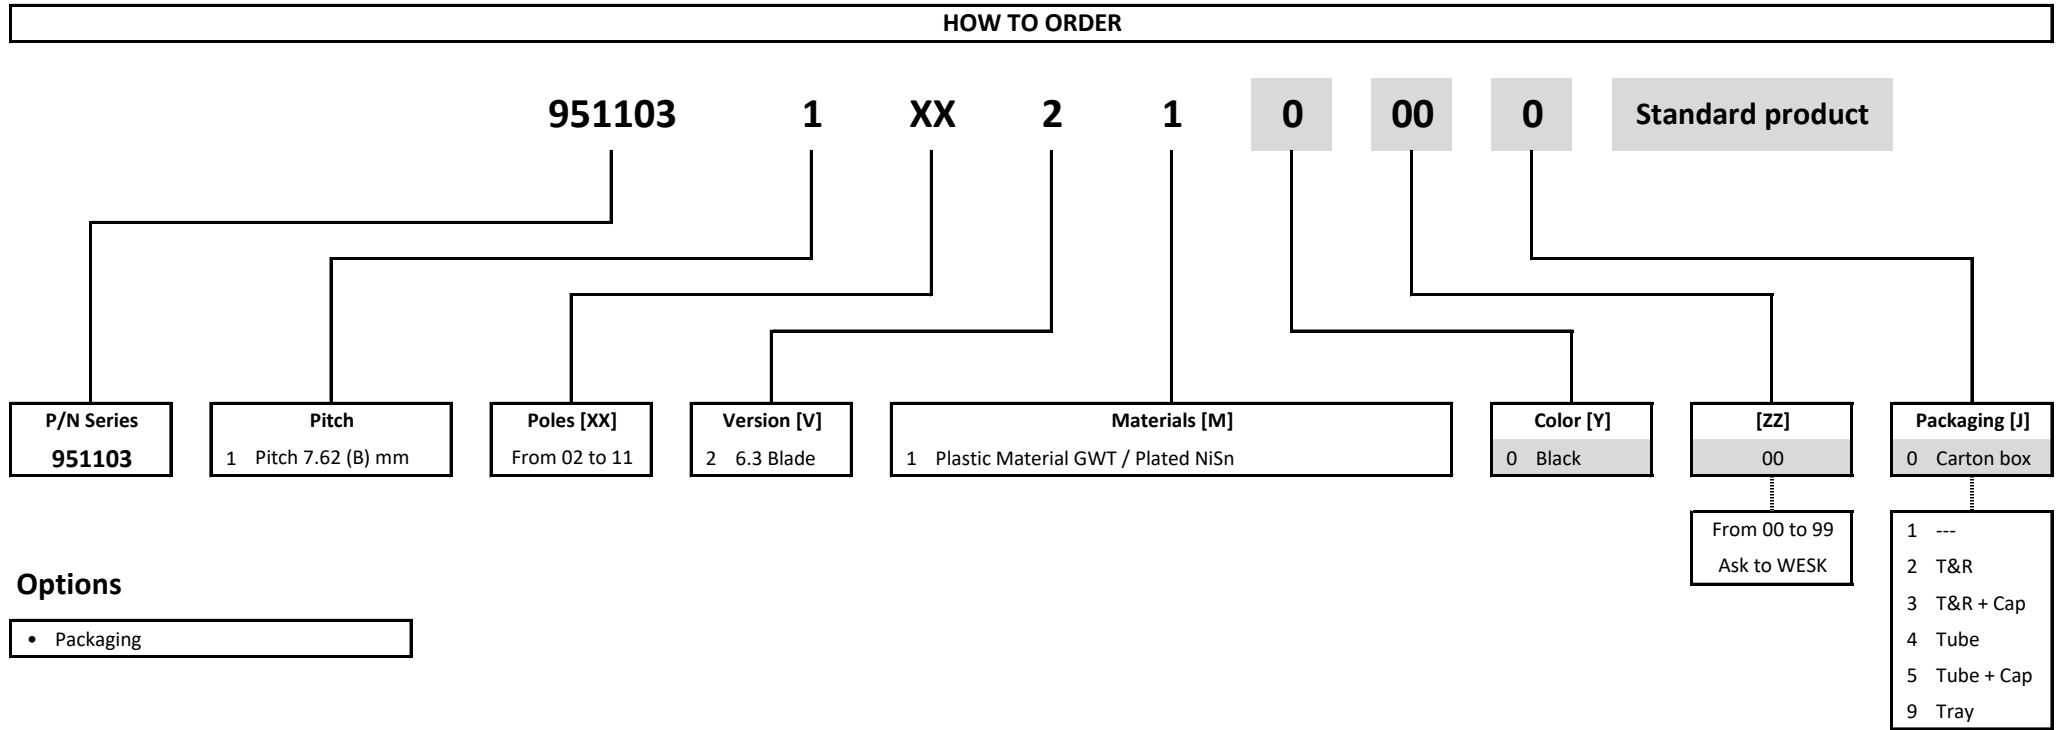 HOW TO ORDER
951103 1 XX 2 1 0 00 0 Standard product
P/N Series
951103
Pitch
1 Pitch 7.62 (B) mm
Poles [XX]
From 02 to 11
Version [V]
2 6.3 Blade
Materials [M]
1 Plastic Material GWT / Plated NiSn
Color [Y]
0 Black
[ZZ]
00
From 00 to 99
Ask to WESK
Packaging [J]
0 Carton box
1 ---
2 T&R
3 T&R + Cap
4 Tube
5 Tube + Cap
9 Tray
Options
• Packaging